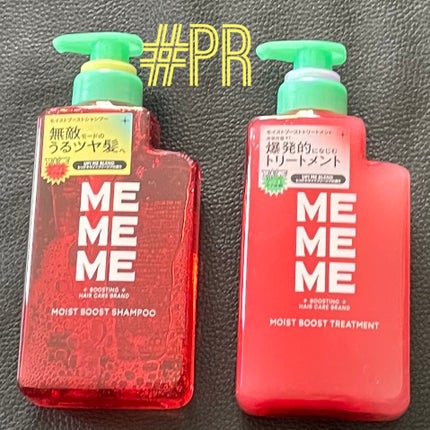 #PR
モイストブーストシャンプー
無敵モードの
うるツヤ髪へ
ME
ME
ME
BOOSTING
HAIR CARE BRAND
MOIST BOOST SHAMPOO
モイストブーストトリートメント
爆発的になじむ
トリートメント
ME
ME
ME
BOOSTING
HAIR CARE BRAND
MOIST BOOST TREATMENT